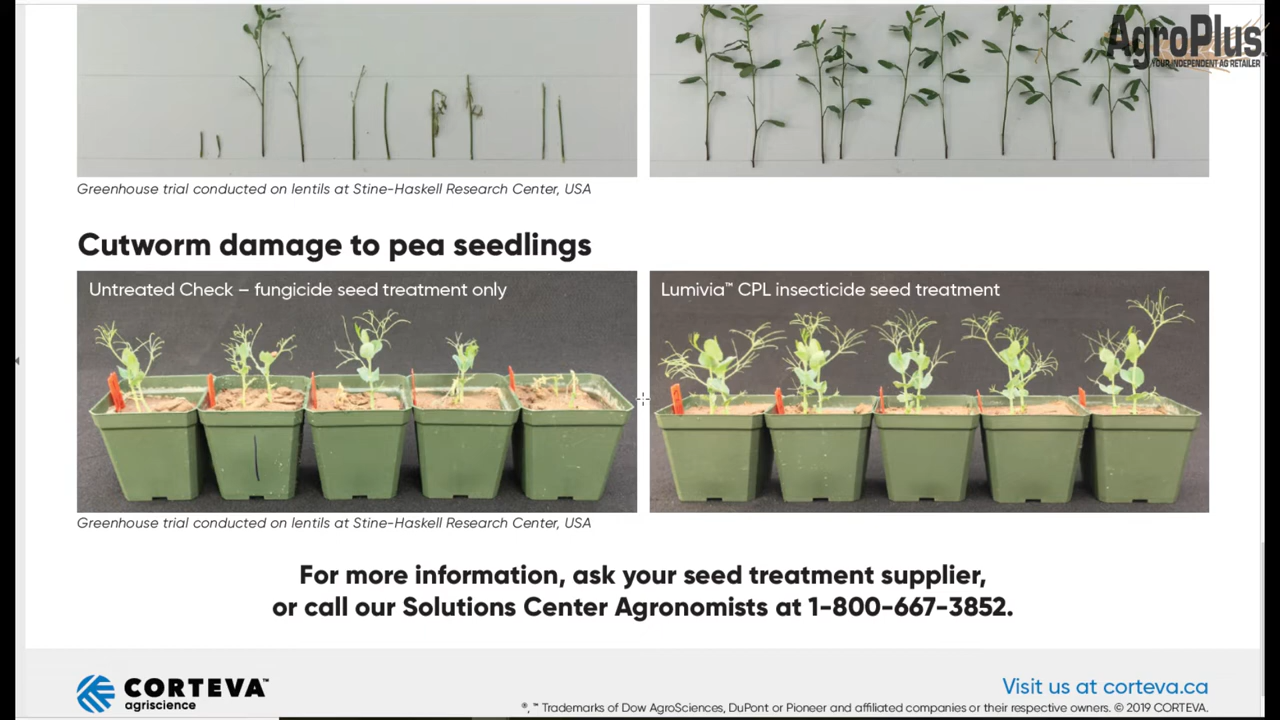 AgroPlus
YOUR INDEPENDENT AG RETAILER
Greenhouse trial conducted on lentils at Stine-Haskell Research Center, USA
Cutworm damage to pea seedlings
Untreated Check – fungicide seed treatment only
Lumivia™ CPL insecticide seed treatment
Greenhouse trial conducted on lentils at Stine-Haskell Research Center, USA
For more information, ask your seed treatment supplier,
or call our Solutions Center Agronomists at 1-800-667-3852.
CORTEVA™
agriscience
Visit us at corteva.ca
®, ™ Trademarks of Dow AgroSciences, DuPont or Pioneer and affiliated companies or their respective owners. © 2019 CORTEVA.